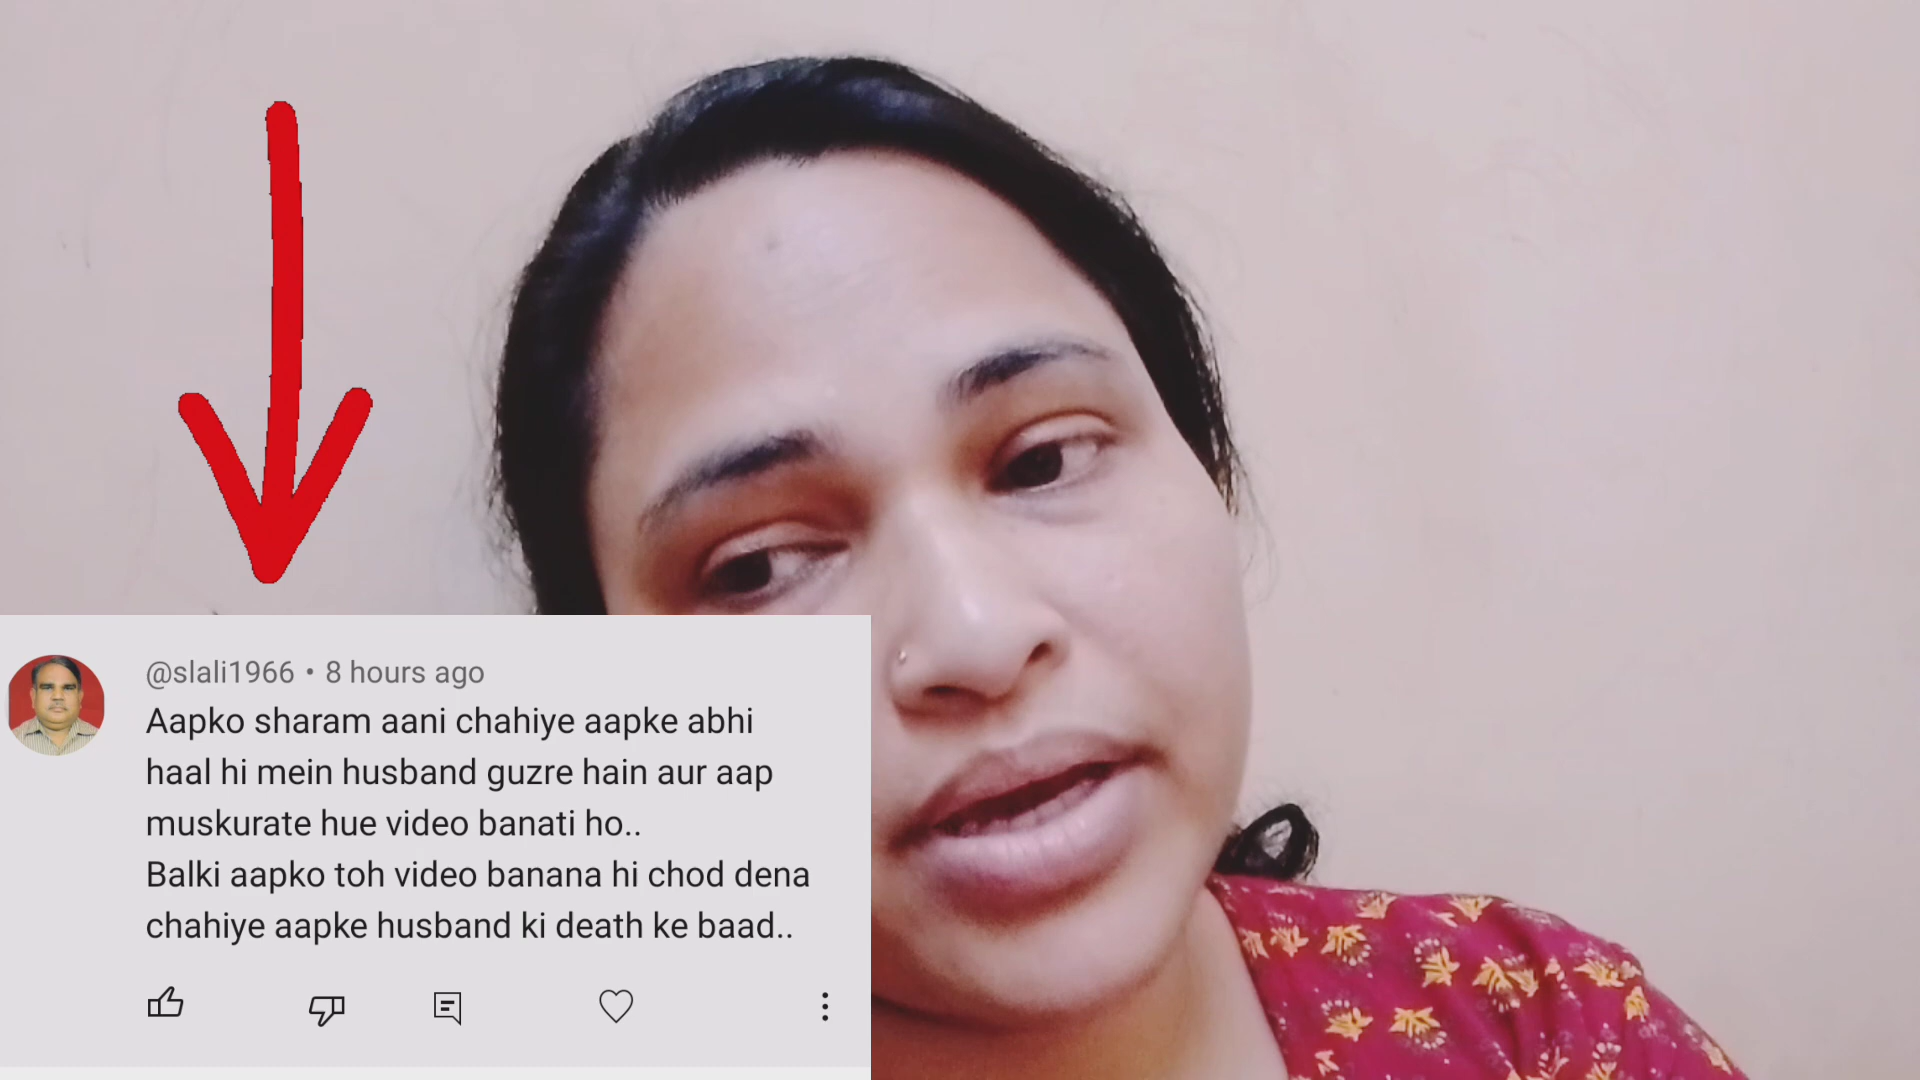 @slali1966 • 8 hours ago
Aapko sharam aani chahiye aapke abhi
haal hi mein husband guzre hain aur aap
muskurate hue video banati ho..
Balki aapko toh video banana hi chod dena
chahiye aapke husband ki death ke baad..